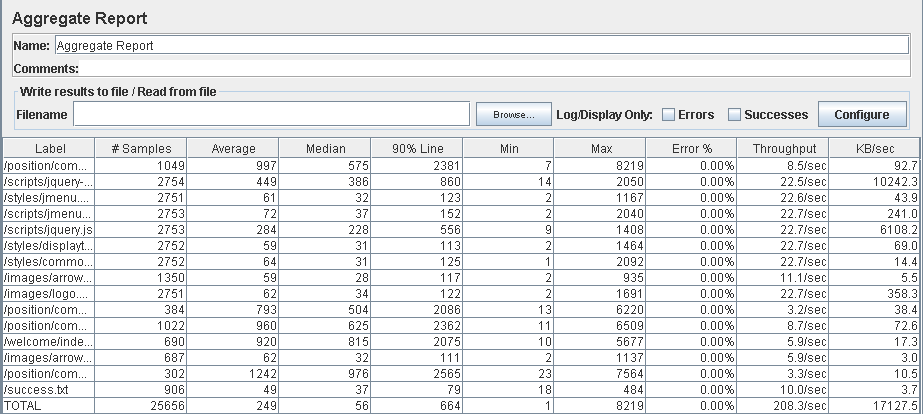 Aggregate Report
Name: Aggregate Report
Comments:
Write results to file / Read from file
Filename Browse... Log/Display Only: Errors Successes Configure
Label # Samples Average Median 90% Line Min Max Error % Throughput KB/sec
/position/com... 1049 997 575 2381 7 8219 0.00% 8.5/sec 92.7
/scripts/jquery-... 2754 449 386 860 14 2050 0.00% 22.5/sec 10242.3
/styles/jmenu.... 2751 61 32 123 2 1167 0.00% 22.6/sec 43.9
/scripts/jmenu... 2753 72 37 152 2 2040 0.00% 22.7/sec 241.0
/scripts/jquery.js 2753 284 228 556 9 1408 0.00% 22.7/sec 6108.2
/styles/displayt... 2752 59 31 113 2 1464 0.00% 22.7/sec 69.0
/styles/commo... 2752 64 31 125 1 2092 0.00% 22.7/sec 14.4
/images/arrow... 1350 59 28 117 2 935 0.00% 11.1/sec 5.5
/images/logo.... 2751 62 34 122 2 1691 0.00% 22.7/sec 358.3
/position/com... 384 793 504 2086 13 6220 0.00% 3.2/sec 38.4
/position/com... 1022 960 625 2362 11 6509 0.00% 8.7/sec 72.6
/welcome/inde... 690 920 815 2075 10 5677 0.00% 5.9/sec 17.3
/images/arrow... 687 62 32 111 2 1137 0.00% 5.9/sec 3.0
/position/com... 302 1242 976 2565 23 7564 0.00% 3.3/sec 10.5
/success.txt 906 49 37 79 18 484 0.00% 10.0/sec 3.7
TOTAL 25656 249 56 664 1 8219 0.00% 208.3/sec 17127.5